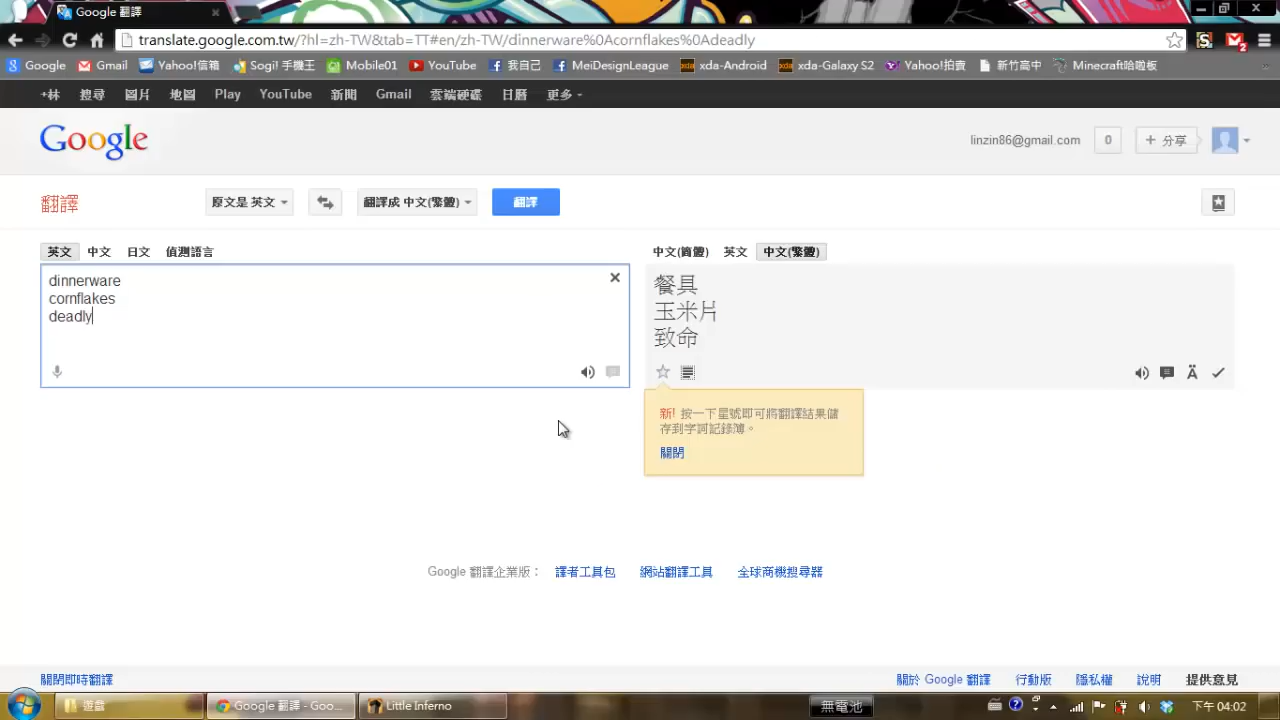 Google 翻譯
translate.google.com.tw/?hl=zh-TW&tab=TT#en/zh-TW/dinnerware%0Acornflakes%0Adeadly
Google Gmail Yahoo!信箱 Sogi! 手機王 Mobile01 YouTube 我自己 MeiDesignLeague xda-Android xda-Galaxy S2 Yahoo!拍賣 新竹高中 Minecraft哈啦板
+林 搜尋 圖片 地圖 Play YouTube 新聞 Gmail 雲端硬碟 日曆 更多
Google
linzin86@gmail.com 0 + 分享
翻譯 原文是 英文 翻譯成 中文(繁體) 翻譯
英文 中文 日文 偵測語言
中文(簡體) 英文 中文(繁體)
dinnerware
cornflakes
deadly
餐具
玉米片
致命
Ä
新! 按一下星號即可將翻譯結果儲
存到字詞記錄簿。
關閉
Google 翻譯企業版： 譯者工具包 網站翻譯工具 全球商機搜尋器
關閉即時翻譯 關於 Google 翻譯 行動版 隱私權 說明 提供意見
遊戲 Google 翻譯 - Goo... Little Inferno 無電池 下午 04:02